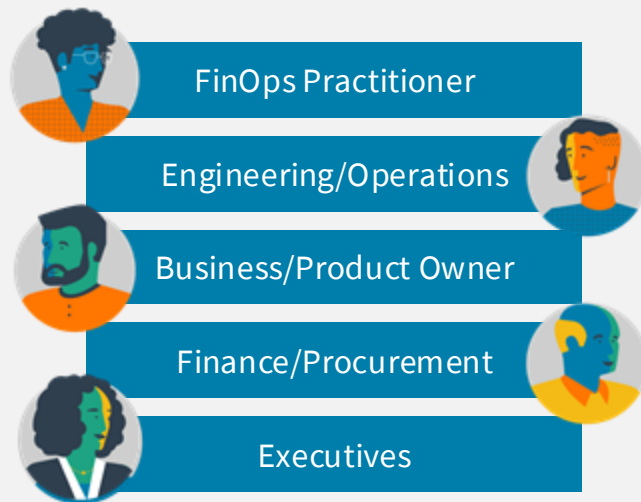 FinOps Practitioner
Engineering/Operations
Business/Product Owner
Finance/Procurement
Executives